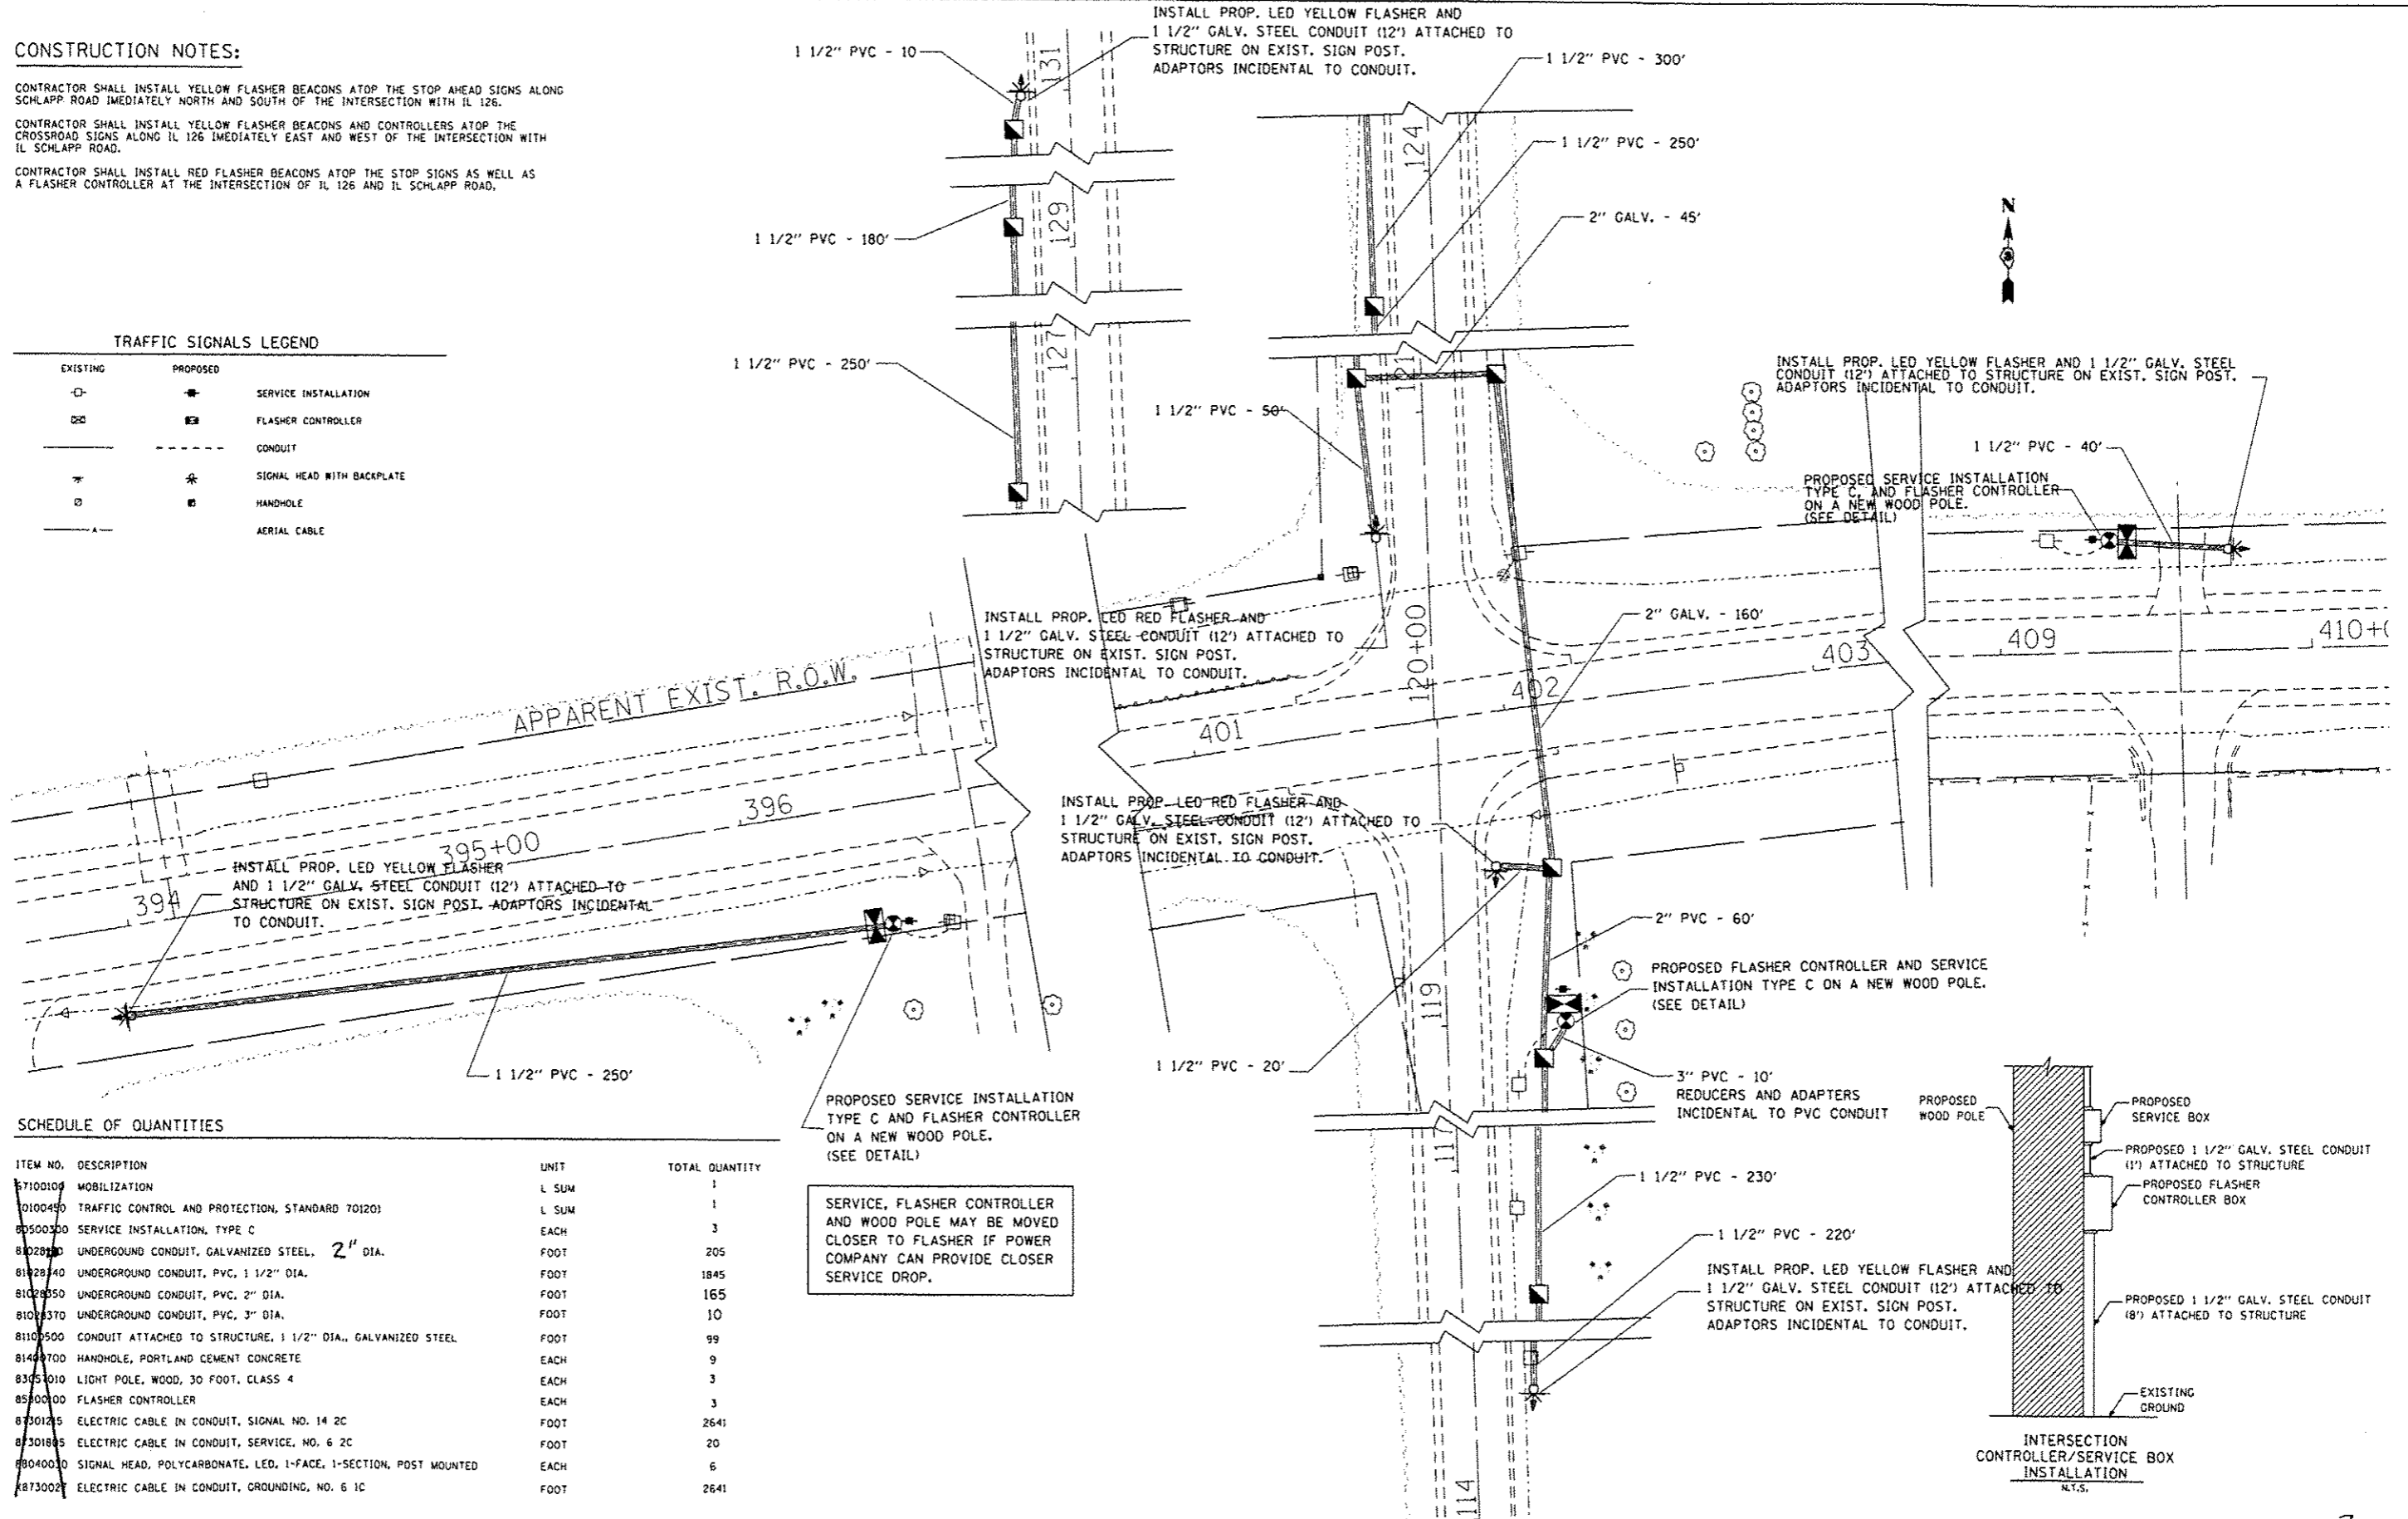 CONSTRUCTION NOTES:
CONTRACTOR SHALL INSTALL YELLOW FLASHER BEACONS ATOP THE STOP AHEAD SIGNS ALONG
SCHLAPP ROAD IMEDIATELY NORTH AND SOUTH OF THE INTERSECTION WITH IL 126.
CONTRACTOR SHALL INSTALL YELLOW FLASHER BEACONS AND CONTROLLERS ATOP THE
CROSSROAD SIGNS ALONG IL 126 IMEDIATELY EAST AND WEST OF THE INTERSECTION WITH
IL SCHLAPP ROAD.
CONTRACTOR SHALL INSTALL RED FLASHER BEACONS ATOP THE STOP SIGNS AS WELL AS
A FLASHER CONTROLLER AT THE INTERSECTION OF IL 126 AND IL SCHLAPP ROAD.
TRAFFIC SIGNALS LEGEND
EXISTING PROPOSED
SERVICE INSTALLATION
FLASHER CONTROLLER
CONDUIT
SIGNAL HEAD WITH BACKPLATE
HANDHOLE
A AERIAL CABLE
1 1/2" PVC - 10
INSTALL PROP. LED YELLOW FLASHER AND
1 1/2" GALV. STEEL CONDUIT (12') ATTACHED TO
STRUCTURE ON EXIST. SIGN POST.
ADAPTORS INCIDENTAL TO CONDUIT.
131
1 1/2" PVC - 300'
1 1/2" PVC - 250'
124
2" GALV. - 45'
129
1 1/2" PVC - 180'
N
127
1 1/2" PVC - 250'
121
1 1/2" PVC - 50'
INSTALL PROP. LED YELLOW FLASHER AND 1 1/2" GALV. STEEL
CONDUIT (12') ATTACHED TO STRUCTURE ON EXIST. SIGN POST.
ADAPTORS INCIDENTAL TO CONDUIT.
1 1/2" PVC - 40'
PROPOSED SERVICE INSTALLATION
TYPE C, AND FLASHER CONTROLLER
ON A NEW WOOD POLE.
(SEE DETAIL)
INSTALL PROP. LED RED FLASHER AND
1 1/2" GALV. STEEL CONDUIT (12') ATTACHED TO
STRUCTURE ON EXIST. SIGN POST.
ADAPTORS INCIDENTAL TO CONDUIT.
2" GALV. - 160'
120+00
401
402
403
409
410+
APPARENT EXIST. R.O.W.
394
395+00
396
INSTALL PROP. LED YELLOW FLASHER
AND 1 1/2" GALV. STEEL CONDUIT (12') ATTACHED TO
STRUCTURE ON EXIST. SIGN POST. ADAPTORS INCIDENTAL
TO CONDUIT.
INSTALL PROP. LED RED FLASHER AND
1 1/2" GALV. STEEL CONDUIT (12') ATTACHED TO
STRUCTURE ON EXIST. SIGN POST.
ADAPTORS INCIDENTAL TO CONDUIT.
2" PVC - 60'
PROPOSED FLASHER CONTROLLER AND SERVICE
INSTALLATION TYPE C ON A NEW WOOD POLE.
(SEE DETAIL)
119
1 1/2" PVC - 250'
1 1/2" PVC - 20'
3" PVC - 10'
REDUCERS AND ADAPTERS
INCIDENTAL TO PVC CONDUIT
PROPOSED SERVICE INSTALLATION
TYPE C AND FLASHER CONTROLLER
ON A NEW WOOD POLE.
(SEE DETAIL)
117
1 1/2" PVC - 230'
1 1/2" PVC - 220'
INSTALL PROP. LED YELLOW FLASHER AND
1 1/2" GALV. STEEL CONDUIT (12') ATTACHED TO
STRUCTURE ON EXIST. SIGN POST.
ADAPTORS INCIDENTAL TO CONDUIT.
114
SERVICE, FLASHER CONTROLLER
AND WOOD POLE MAY BE MOVED
CLOSER TO FLASHER IF POWER
COMPANY CAN PROVIDE CLOSER
SERVICE DROP.
PROPOSED
WOOD POLE
PROPOSED
SERVICE BOX
PROPOSED 1 1/2" GALV. STEEL CONDUIT
(1') ATTACHED TO STRUCTURE
PROPOSED FLASHER
CONTROLLER BOX
PROPOSED 1 1/2" GALV. STEEL CONDUIT
(8') ATTACHED TO STRUCTURE
EXISTING
GROUND
INTERSECTION
CONTROLLER/SERVICE BOX
INSTALLATION
N.T.S.
SCHEDULE OF QUANTITIES
ITEM NO. DESCRIPTION UNIT TOTAL QUANTITY
67100100 MOBILIZATION L SUM 1
70100450 TRAFFIC CONTROL AND PROTECTION, STANDARD 701201 L SUM 1
80500300 SERVICE INSTALLATION, TYPE C EACH 3
UNDERGOUND CONDUIT, GALVANIZED STEEL, 2" DIA. FOOT 205
81028340 UNDERGROUND CONDUIT, PVC, 1 1/2" DIA. FOOT 1845
81028350 UNDERGROUND CONDUIT, PVC, 2" DIA. FOOT 165
81028370 UNDERGROUND CONDUIT, PVC, 3" DIA. FOOT 10
81100500 CONDUIT ATTACHED TO STRUCTURE, 1 1/2" DIA., GALVANIZED STEEL FOOT 99
81400700 HANDHOLE, PORTLAND CEMENT CONCRETE EACH 9
83057010 LIGHT POLE, WOOD, 30 FOOT, CLASS 4 EACH 3
FLASHER CONTROLLER EACH 3
87301215 ELECTRIC CABLE IN CONDUIT, SIGNAL NO. 14 2C FOOT 2641
87301805 ELECTRIC CABLE IN CONDUIT, SERVICE, NO. 6 2C FOOT 20
SIGNAL HEAD, POLYCARBONATE, LED, 1-FACE, 1-SECTION, POST MOUNTED EACH 6
X8730027 ELECTRIC CABLE IN CONDUIT, GROUNDING, NO. 6 1C FOOT 2641